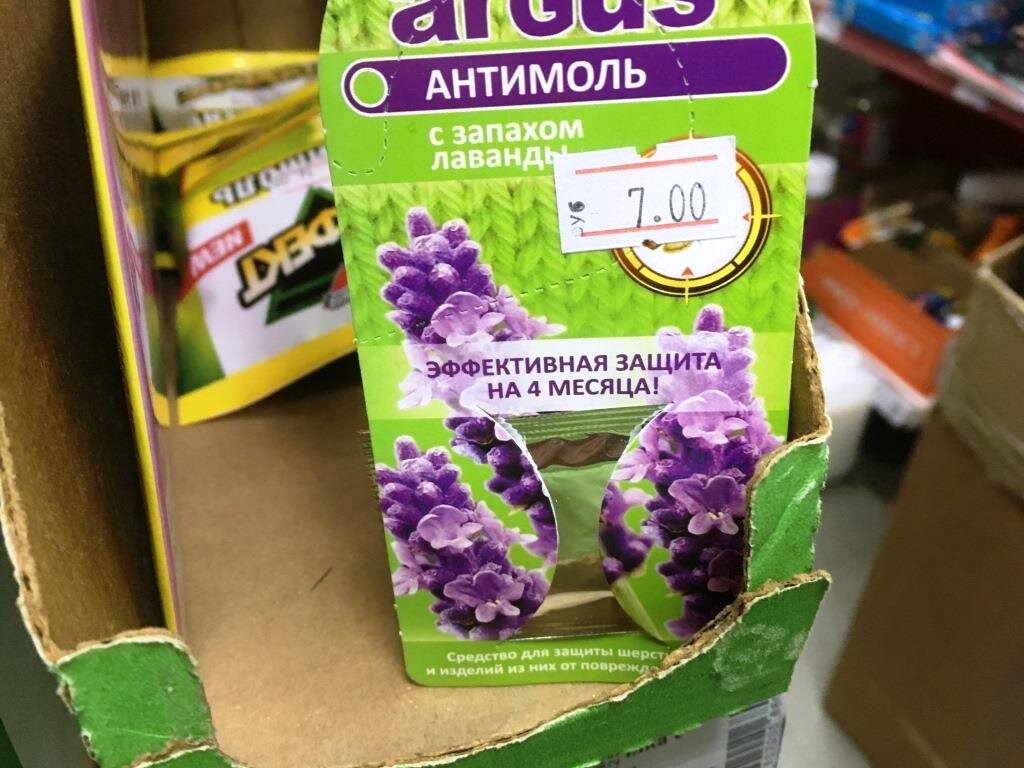 argus
АНТИМОЛЬ
с запахом
лаванды
РУБ 7.00
ЭФФЕКТИВНАЯ ЗАЩИТА
НА 4 МЕСЯЦА!
Средство для защиты шерст
и изделий из них от поврежд
NEW